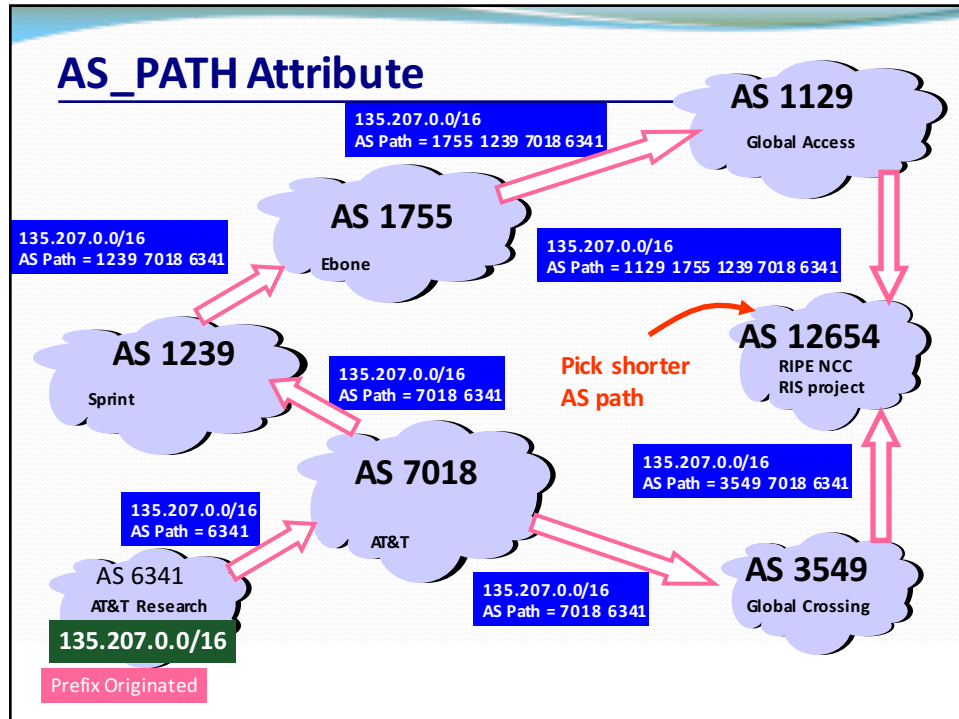 AS_PATH Attribute
135.207.0.0/16
AS Path = 1755 1239 7018 6341
AS 1129
Global Access
AS 1755
Ebone
135.207.0.0/16
AS Path = 1239 7018 6341
135.207.0.0/16
AS Path = 1129 1755 1239 7018 6341
AS 12654
RIPE NCC
RIS project
Pick shorter
AS path
AS 1239
Sprint
135.207.0.0/16
AS Path = 7018 6341
AS 7018
AT&T
135.207.0.0/16
AS Path = 3549 7018 6341
135.207.0.0/16
AS Path = 6341
AS 3549
Global Crossing
135.207.0.0/16
AS Path = 7018 6341
AS 6341
AT&T Research
135.207.0.0/16
Prefix Originated